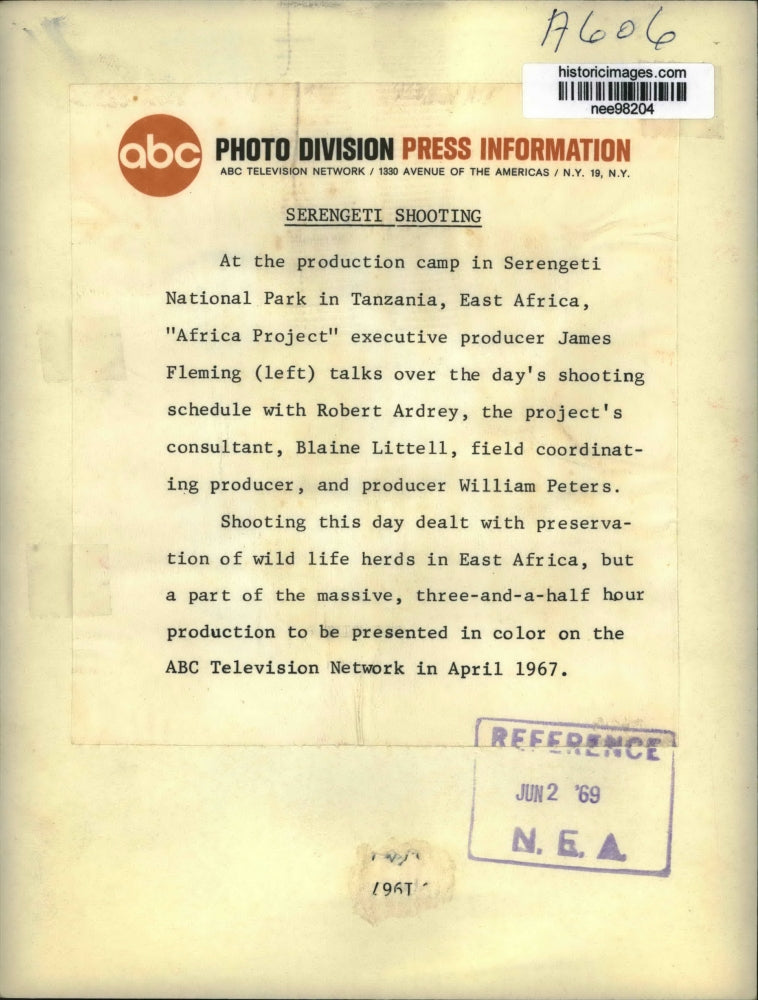 A606
historicimages.com
nee98204
abc PHOTO DIVISION PRESS INFORMATION
ABC TELEVISION NETWORK / 1330 AVENUE OF THE AMERICAS / N.Y. 19, N.Y.
SERENGETI SHOOTING
At the production camp in Serengeti
National Park in Tanzania, East Africa,
"Africa Project" executive producer James
Fleming (left) talks over the day's shooting
schedule with Robert Ardrey, the project's
consultant, Blaine Littell, field coordinat-
ing producer, and producer William Peters.
Shooting this day dealt with preserva-
tion of wild life herds in East Africa, but
a part of the massive, three-and-a-half hour
production to be presented in color on the
ABC Television Network in April 1967.
REFERENCE
JUN 2 '69
N. E. A.
1967